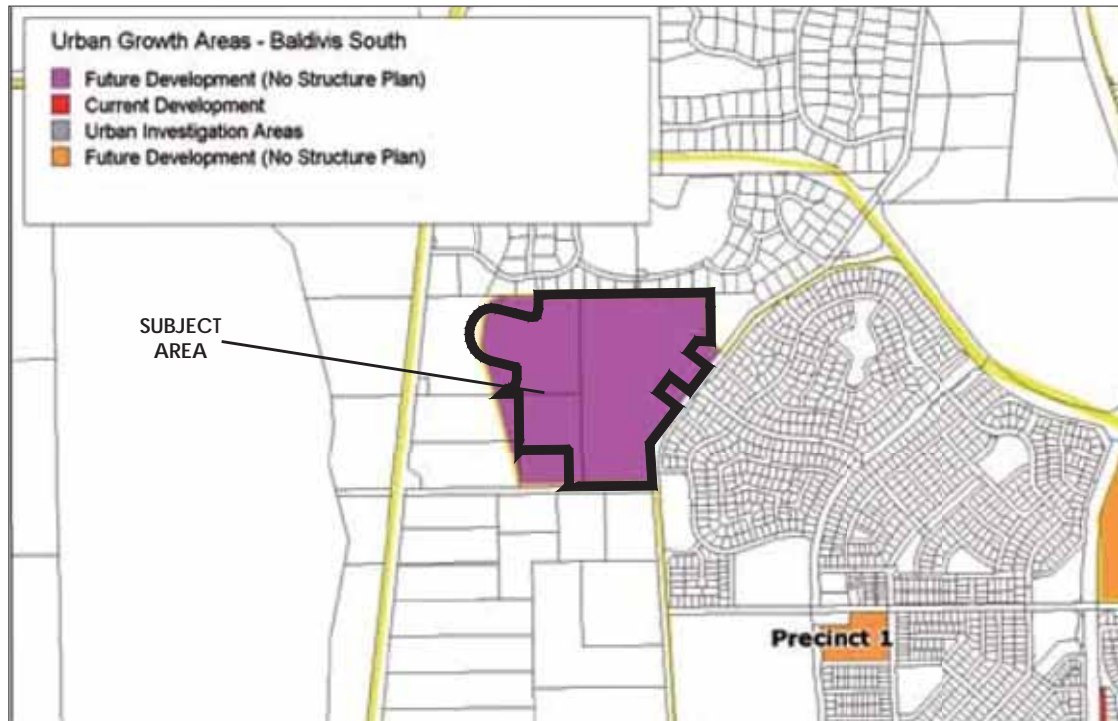 Urban Growth Areas - Baldivis South
Future Development (No Structure Plan)
Current Development
Urban Investigation Areas
Future Development (No Structure Plan)
SUBJECT
AREA
Precinct 1